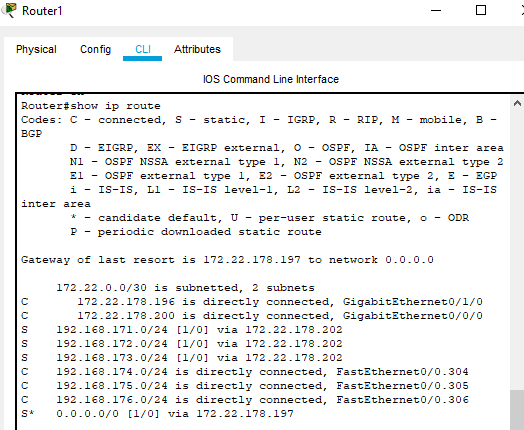 Router1
Physical Config CLI Attributes
IOS Command Line Interface
Router#show ip route
Codes: C - connected, S - static, I - IGRP, R - RIP, M - mobile, B -
BGP
D - EIGRP, EX - EIGRP external, O - OSPF, IA - OSPF inter area
N1 - OSPF NSSA external type 1, N2 - OSPF NSSA external type 2
E1 - OSPF external type 1, E2 - OSPF external type 2, E - EGP
i - IS-IS, L1 - IS-IS level-1, L2 - IS-IS level-2, ia - IS-IS
inter area
* - candidate default, U - per-user static route, o - ODR
P - periodic downloaded static route
Gateway of last resort is 172.22.178.197 to network 0.0.0.0
172.22.0.0/30 is subnetted, 2 subnets
C 172.22.178.196 is directly connected, GigabitEthernet0/1/0
C 172.22.178.200 is directly connected, GigabitEthernet0/0/0
S 192.168.171.0/24 [1/0] via 172.22.178.202
S 192.168.172.0/24 [1/0] via 172.22.178.202
S 192.168.173.0/24 [1/0] via 172.22.178.202
C 192.168.174.0/24 is directly connected, FastEthernet0/0.304
C 192.168.175.0/24 is directly connected, FastEthernet0/0.305
C 192.168.176.0/24 is directly connected, FastEthernet0/0.306
S* 0.0.0.0/0 [1/0] via 172.22.178.197